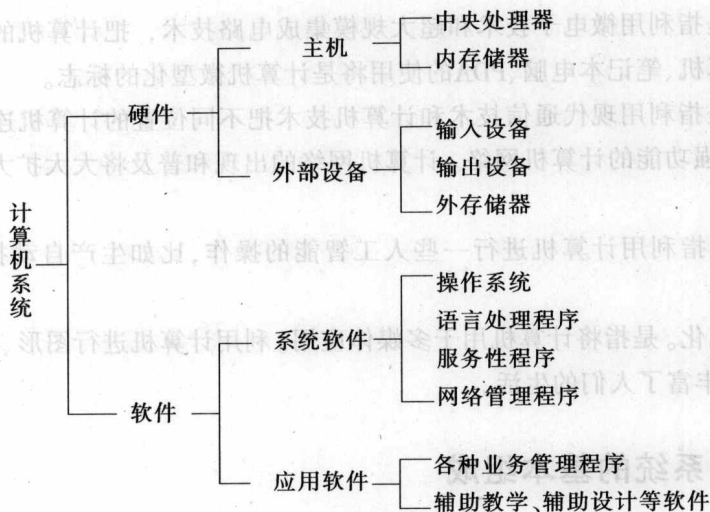 中央处理器
主机
内存储器
硬件
输入设备
外部设备
输出设备
外存储器
计算机系统
操作系统
语言处理程序
系统软件
服务性程序
网络管理程序
软件
各种业务管理程序
应用软件
辅助教学、辅助设计等软件